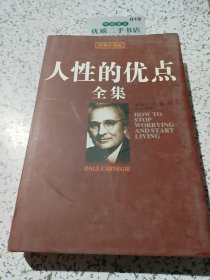 019
优质二手书店
人性的优点
全集
HOW TO
STOP
WORRYING
AND START
LIVING
DALE CARNEGIE